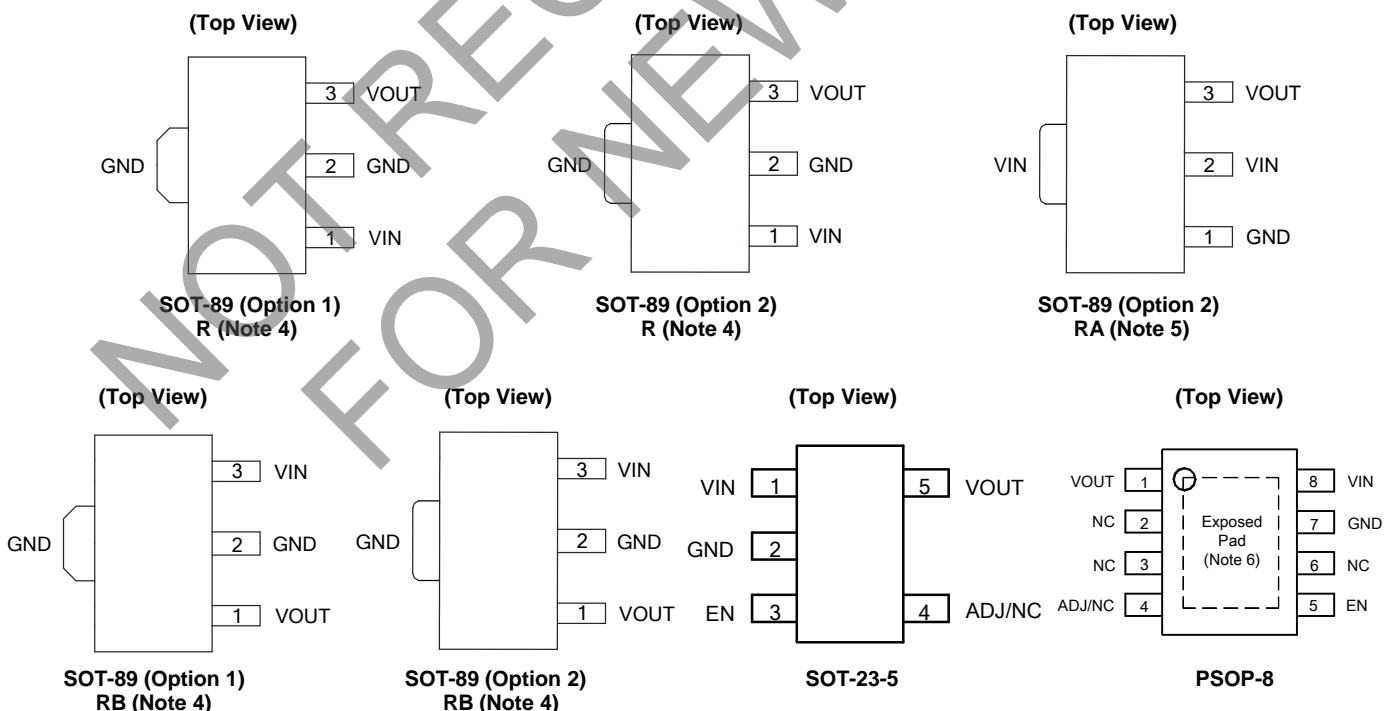 (Top View)
3 VOUT
GND
2 GND
1 VIN
SOT-89 (Option 1)
R (Note 4)
(Top View)
3 VOUT
GND
2 GND
1 VIN
SOT-89 (Option 2)
R (Note 4)
(Top View)
3 VOUT
VIN
2 VIN
1 GND
SOT-89 (Option 2)
RA (Note 5)
(Top View)
3 VIN
GND
2 GND
1 VOUT
SOT-89 (Option 1)
RB (Note 4)
(Top View)
3 VIN
GND
2 GND
1 VOUT
SOT-89 (Option 2)
RB (Note 4)
(Top View)
VIN 1 5 VOUT
GND 2
EN 3 4 ADJ/NC
SOT-23-5
(Top View)
VOUT 1 8 VIN
NC 2 Exposed 7 GND
Pad
NC 3 (Note 6) 6 NC
ADJ/NC 4 5 EN
PSOP-8
NOT
FOR